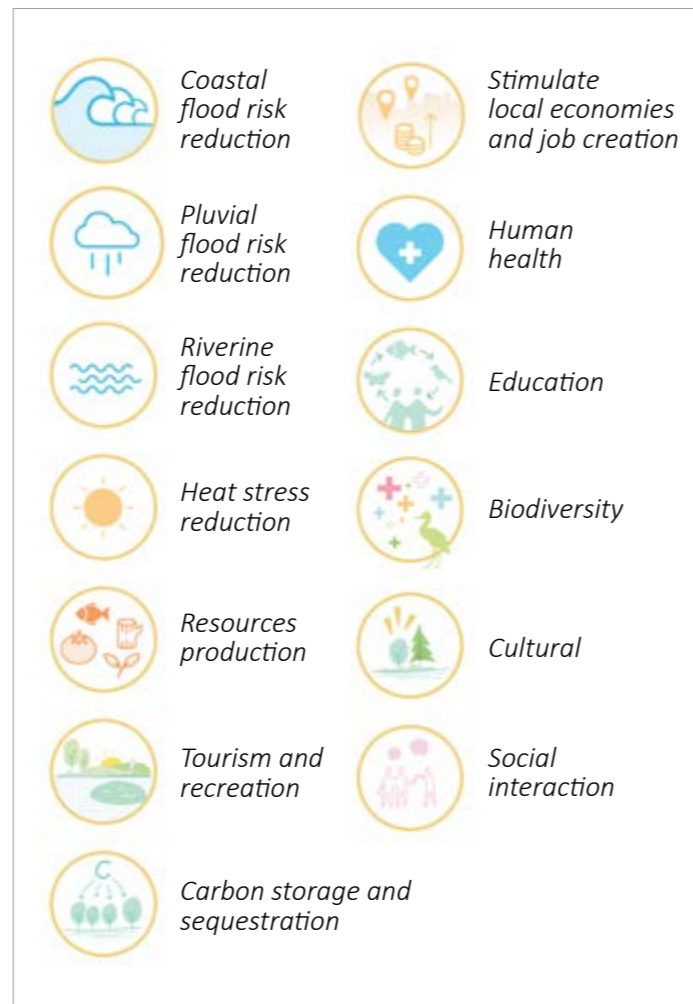 Coastal
flood risk
reduction
Pluvial
flood risk
reduction
Riverine
flood risk
reduction
Heat stress
reduction
Resources
production
Tourism and
recreation
C
Carbon storage and
sequestration
Stimulate
local economies
and job creation
Human
health
Education
Biodiversity
Cultural
Social
interaction